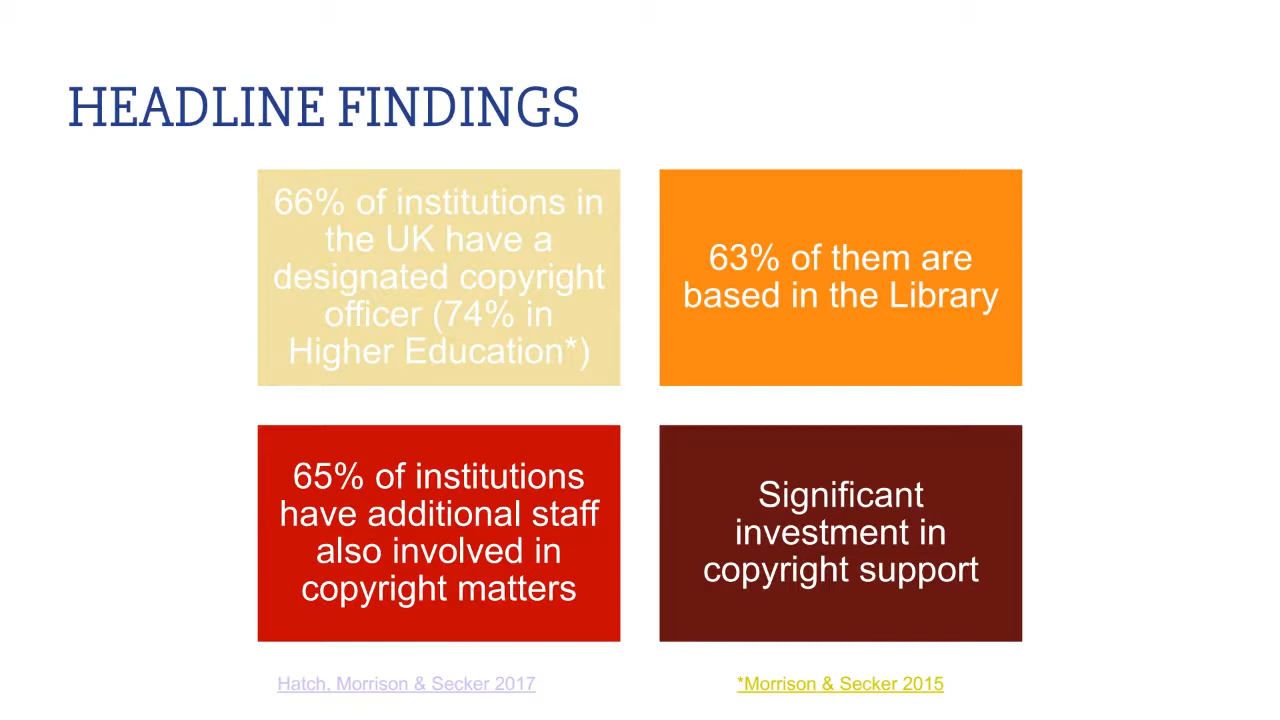 HEADLINE FINDINGS
66% of institutions in
the UK have a
designated copyright
officer (74% in
Higher Education*)
63% of them are
based in the Library
65% of institutions
have additional staff
also involved in
copyright matters
Significant
investment in
copyright support
Hatch, Morrison & Secker 2017
*Morrison & Secker 2015